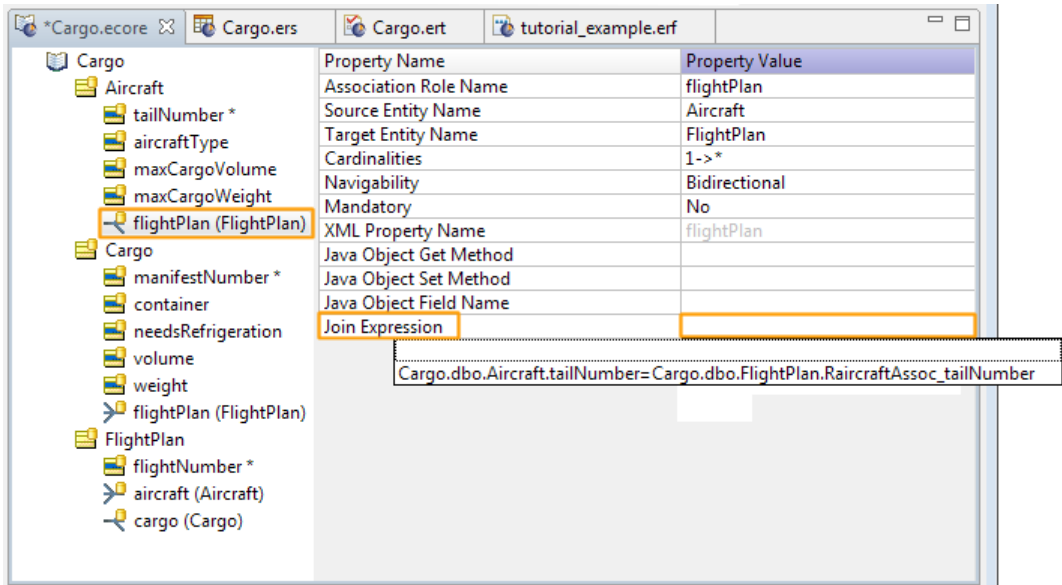 *Cargo.ecore Cargo.ers Cargo.ert tutorial_example.erf
Cargo
Aircraft
tailNumber *
aircraftType
maxCargoVolume
maxCargoWeight
flightPlan (FlightPlan)
Cargo
manifestNumber *
container
needsRefrigeration
volume
weight
flightPlan (FlightPlan)
FlightPlan
flightNumber *
aircraft (Aircraft)
cargo (Cargo)
Property Name Property Value
Association Role Name flightPlan
Source Entity Name Aircraft
Target Entity Name FlightPlan
Cardinalities 1->*
Navigability Bidirectional
Mandatory No
XML Property Name flightPlan
Java Object Get Method
Java Object Set Method
Java Object Field Name
Join Expression
Cargo.dbo.Aircraft.tailNumber=Cargo.dbo.FlightPlan.RaircraftAssoc_tailNumber